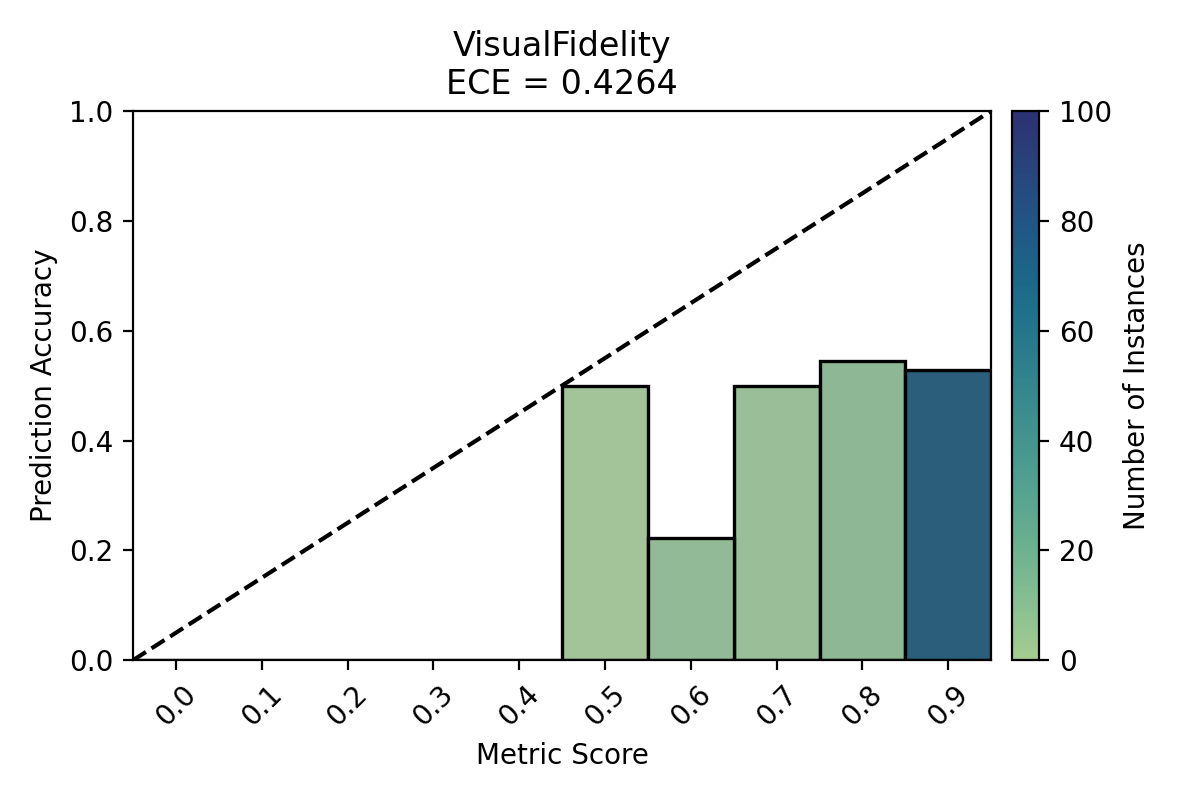 VisualFidelity
ECE = 0.4264
Prediction Accuracy
1.0
0.8
0.6
0.4
0.2
0.0
0.0 0.1 0.2 0.3 0.4 0.5 0.6 0.7 0.8 0.9
Metric Score
100
80
60
40
20
0
Number of Instances